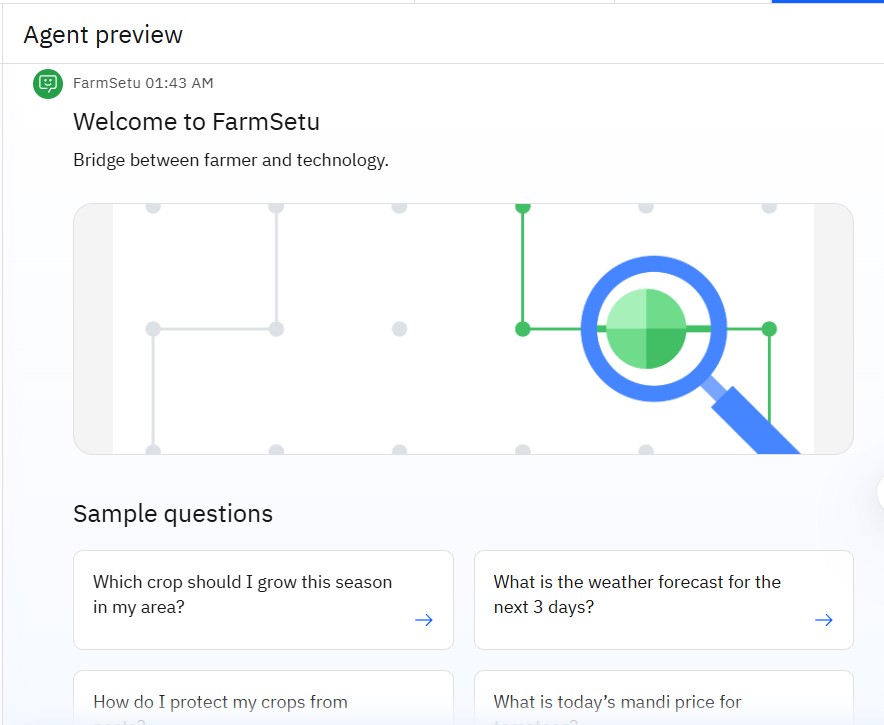 Agent preview
FarmSetu 01:43 AM
Welcome to FarmSetu
Bridge between farmer and technology.
Sample questions
Which crop should I grow this season
in my area?
What is the weather forecast for the
next 3 days?
How do I protect my crops from
pests?
What is today’s mandi price for
tomatoes?